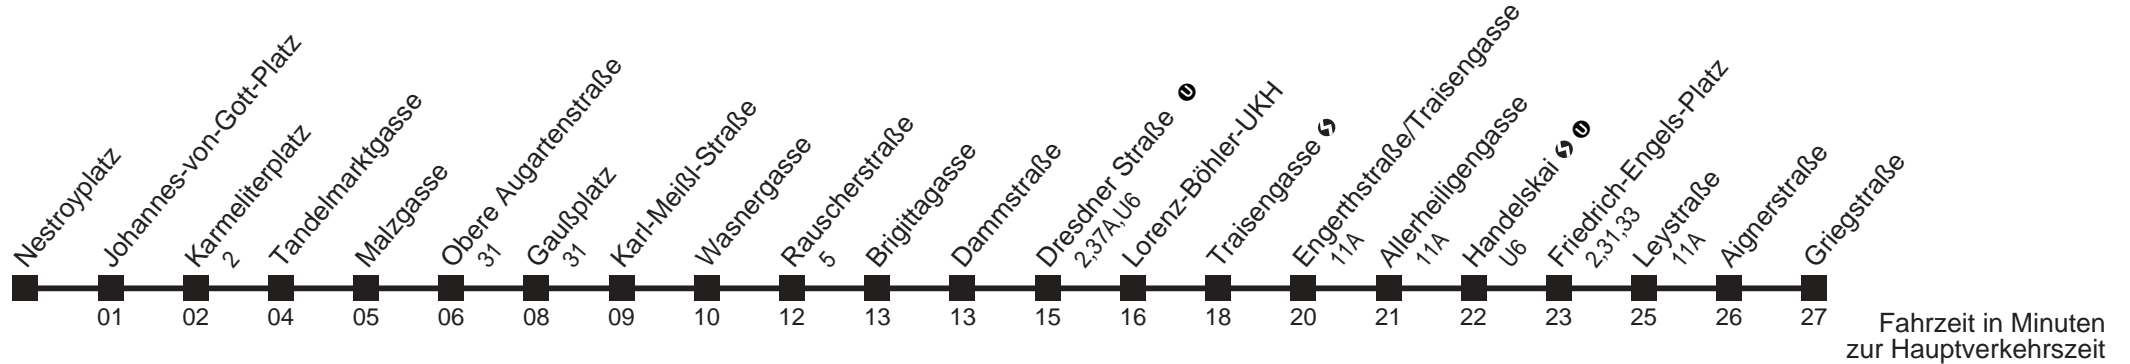 Nestroyplatz
Johannes-von-Gott-Platz
01
Karmeliterplatz
2
02
Tandelmarktgasse
04
Malzgasse
05
Obere Augartenstraße
31
06
Gaußplatz
31
08
Karl-Meißl-Straße
09
Wasnergasse
10
Rauscherstraße
5
12
Brigittagasse
13
Dammstraße
13
Dresdner Straße U
2,37A,U6
15
Lorenz-Böhler-UKH
16
Traisengasse
18
Engerthstraße/Traisengasse
11A
20
Allerheiligengasse
11A
21
Handelskai U
U6
22
Friedrich-Engels-Platz
2,31,33
23
Leystraße
11A
25
Aignerstraße
26
Griegstraße
27
Fahrzeit in Minuten
zur Hauptverkehrszeit